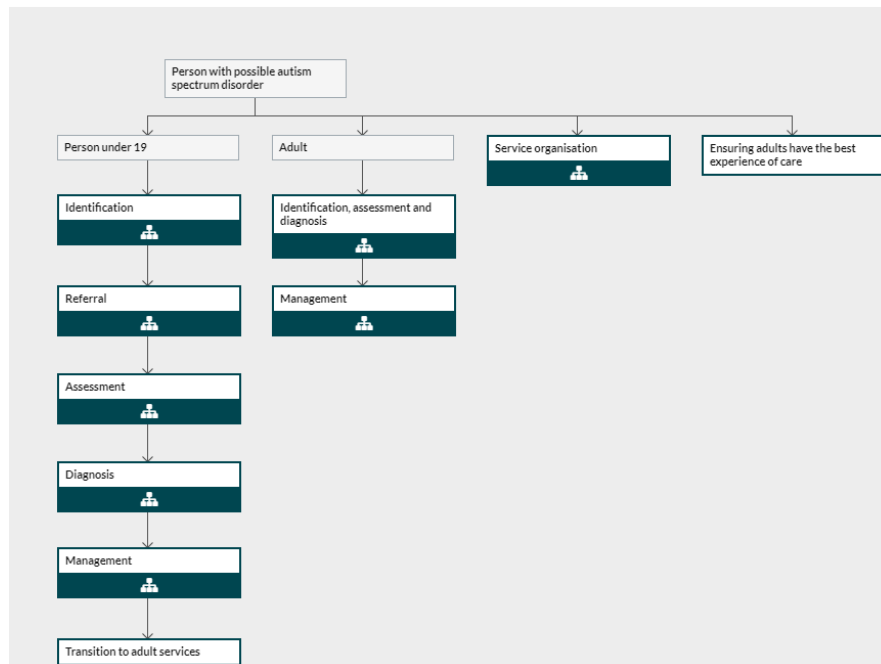 Person with possible autism
spectrum disorder
Person under 19
Adult
Service organisation
Ensuring adults have the best
experience of care
Identification
Identification, assessment and
diagnosis
Referral
Management
Assessment
Diagnosis
Management
Transition to adult services